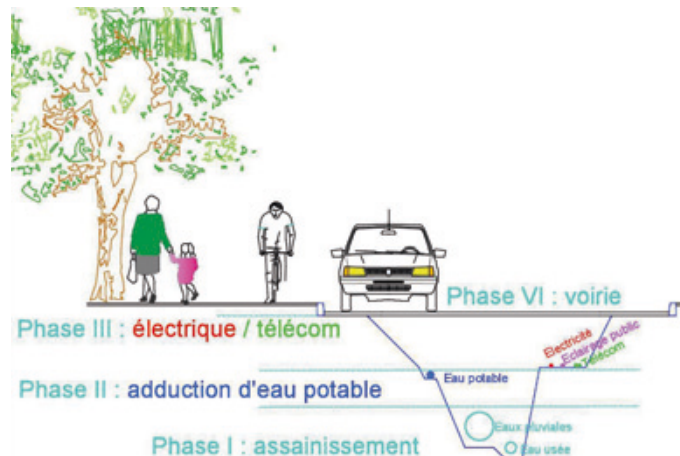 Phase VI : voirie
Phase III : électrique / télécom
Electricité
Eclairage public
Télécom
Phase II : adduction d'eau potable
Eau potable
Eaux pluviales
Phase I : assainissement
Eau usée